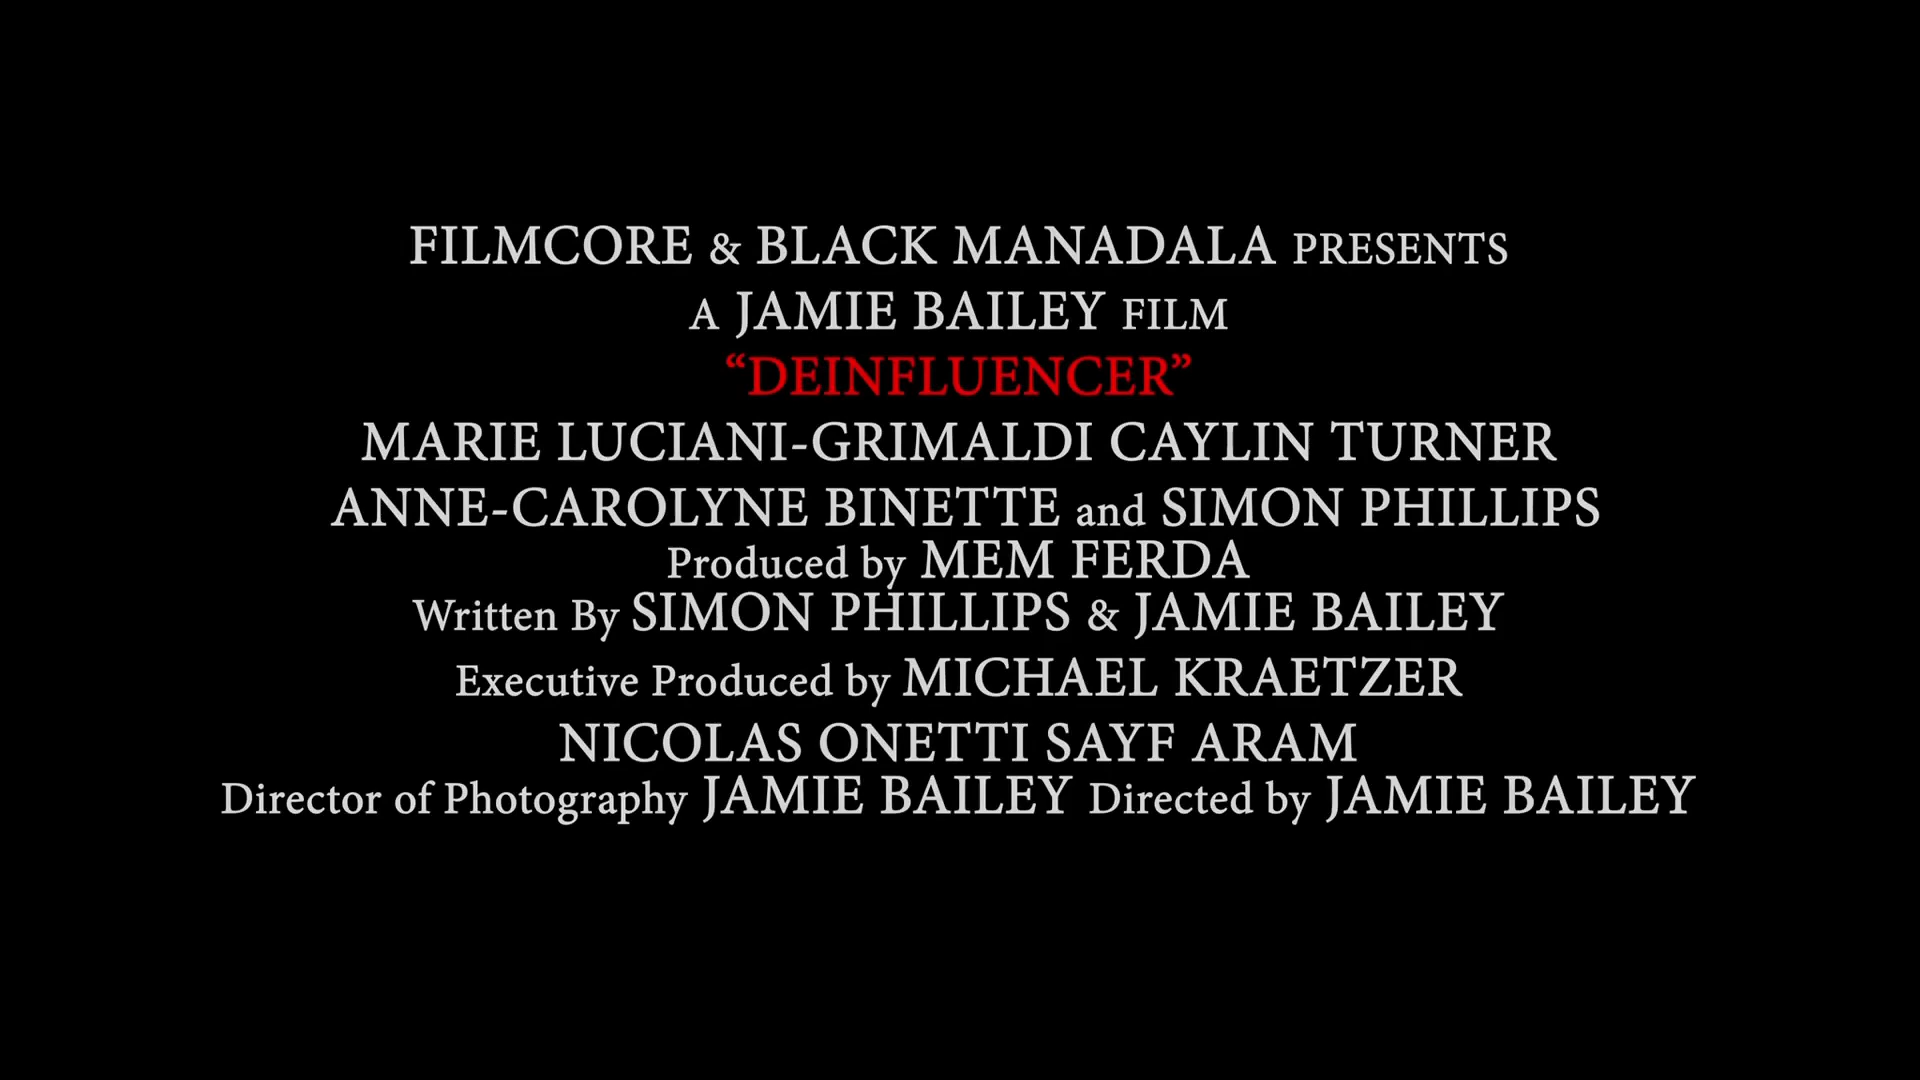 FILMCORE & BLACK MANADALA PRESENTS
A JAMIE BAILEY FILM
“DEINFLUENCER”
MARIE LUCIANI-GRIMALDI CAYLIN TURNER
ANNE-CAROLYNE BINETTE and SIMON PHILLIPS
Produced by MEM FERDA
Written By SIMON PHILLIPS & JAMIE BAILEY
Executive Produced by MICHAEL KRAETZER
NICOLAS ONETTI SAYF ARAM
Director of Photography JAMIE BAILEY Directed by JAMIE BAILEY